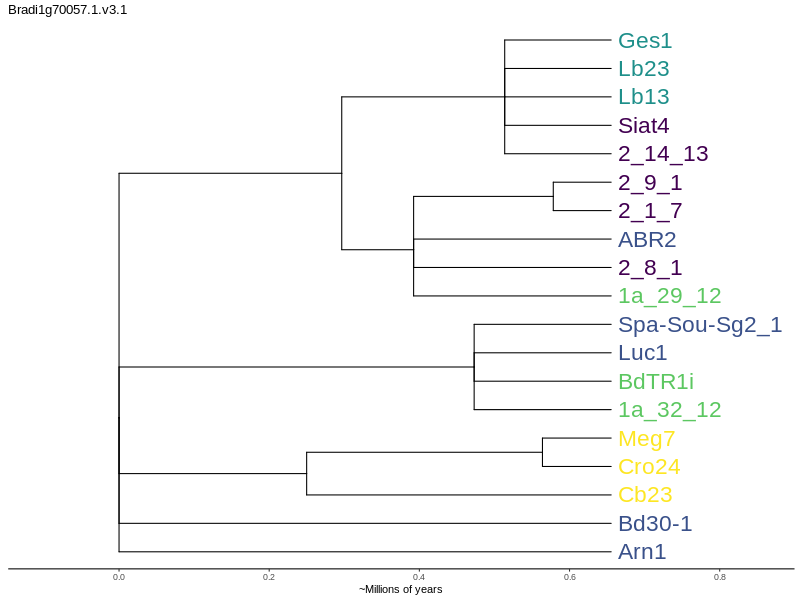 Bradi1g70057.1.v3.1
Ges1
Lb23
Lb13
Siat4
2_14_13
2_9_1
2_1_7
ABR2
2_8_1
1a_29_12
Spa-Sou-Sg2_1
Luc1
BdTR1i
1a_32_12
Meg7
Cro24
Cb23
Bd30-1
Arn1
0.0 0.2 0.4 0.6 0.8
~Millions of years